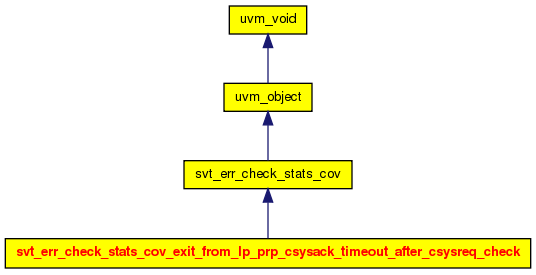 uvm_void
uvm_object
svt_err_check_stats_cov
svt_err_check_stats_cov_exit_from_lp_prp_csysack_timeout_after_csysreq_check